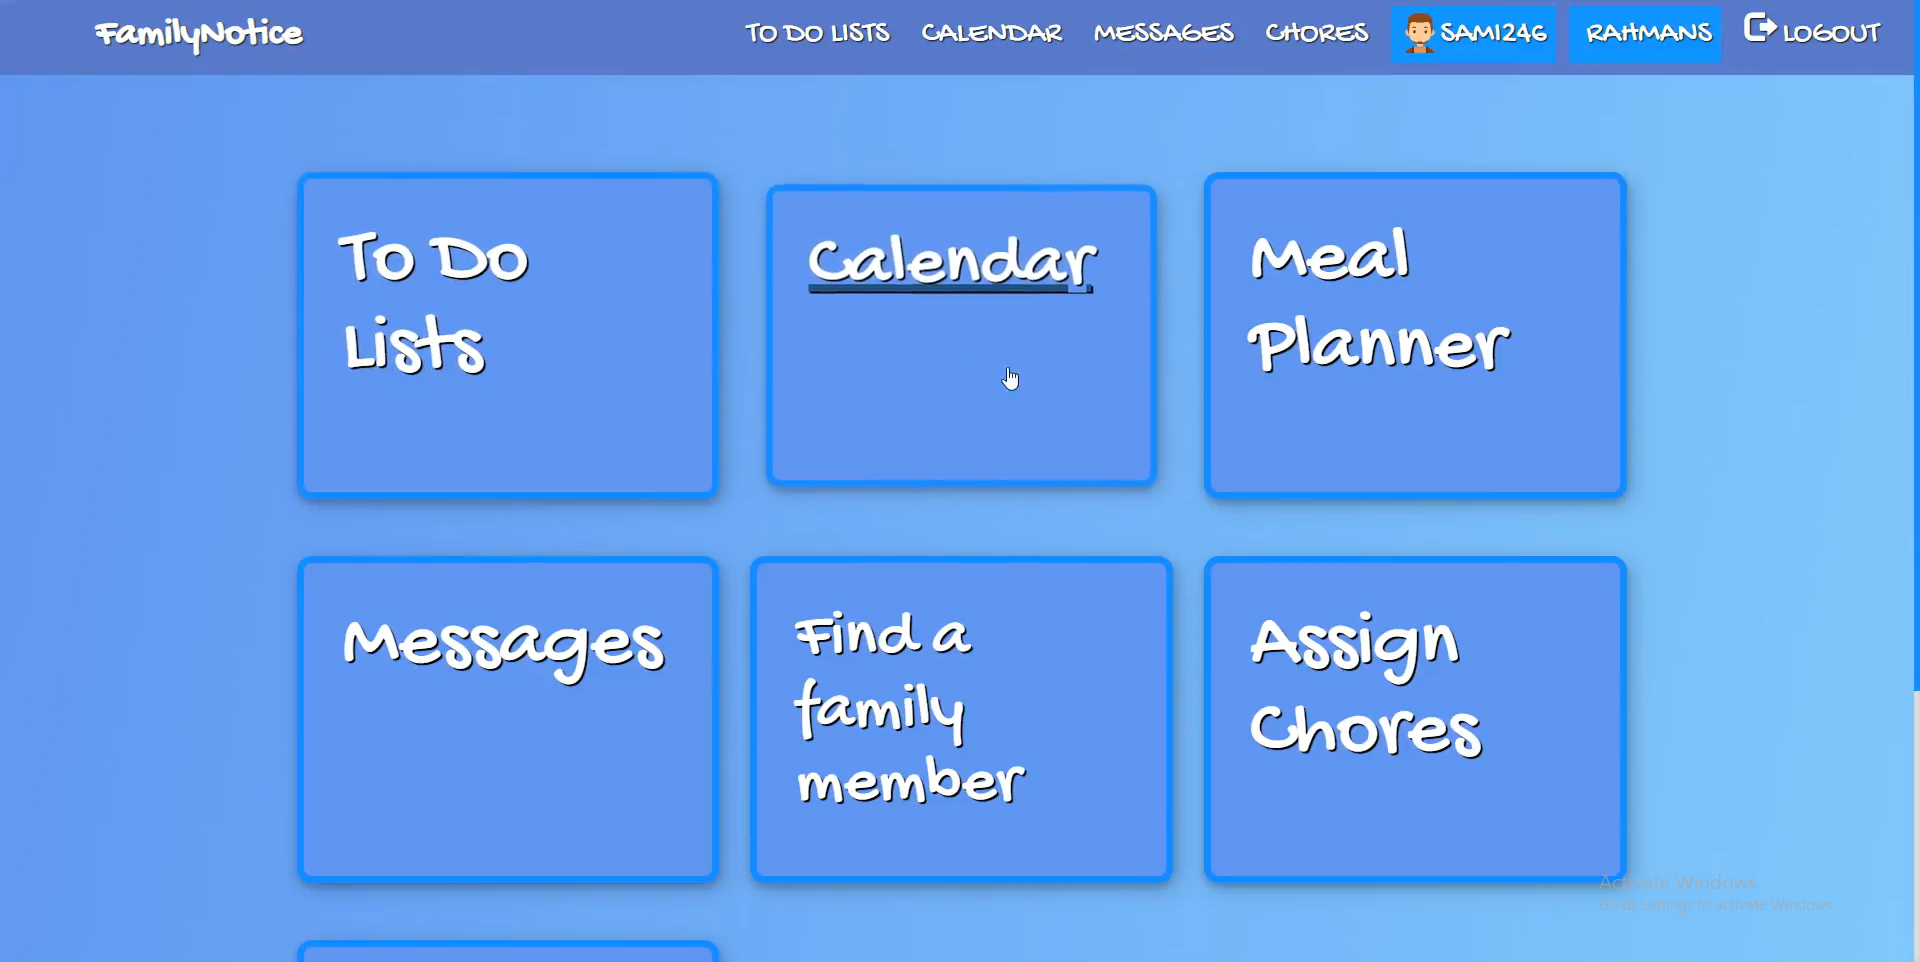 FamilyNotice
TO DO LISTS CALENDAR MESSAGES CHORES SAM1246 RAHMANS LOGOUT
To Do
Lists
Calendar
Meal
Planner
Messages
Find a
family
member
Assign
Chores
Activate Windows
Go to Settings to activate Windows.